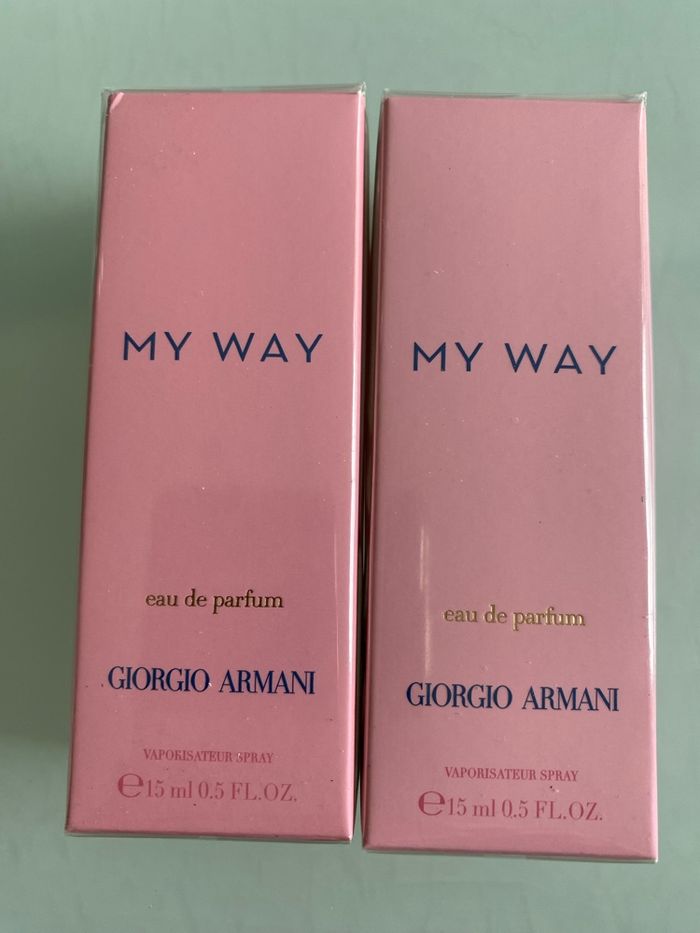 MY WAY
eau de parfum
GIORGIO ARMANI
VAPORISATEUR SPRAY
℮15 ml 0.5 FL.OZ.
MY WAY
eau de parfum
GIORGIO ARMANI
VAPORISATEUR SPRAY
℮15 ml 0.5 FL.OZ.